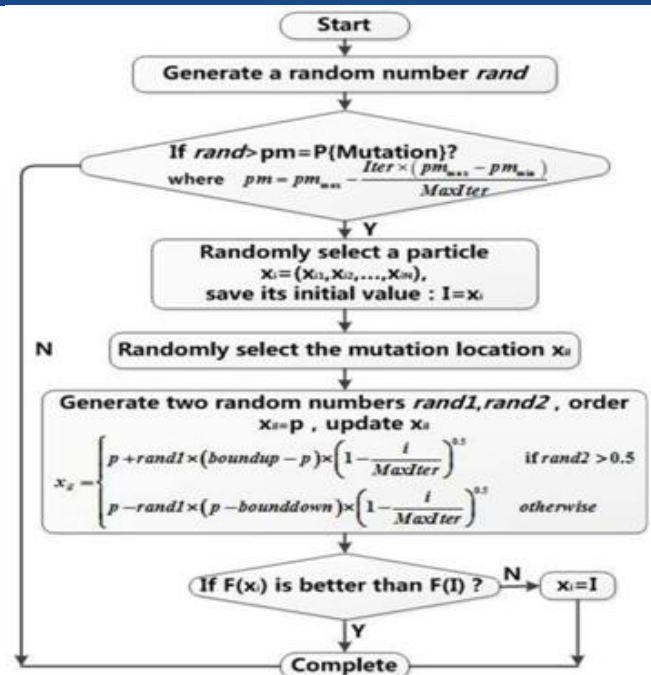 Start
Generate a random number rand
If rand>pm=P{Mutation}?
where pm = pm_max − Iter×(pm_max − pm_min) / MaxIter
Y
Randomly select a particle
x_i=(x_i1,x_i2,...,x_iN),
save its initial value : I=x_i
N
Randomly select the mutation location x_il
Generate two random numbers rand1,rand2 , order
x_il=p , update x_il
x_il = { p+rand1×(boundup−p)×(1−i/MaxIter)^0.5 if rand2 >0.5
p−rand1×(p−bounddown)×(1−i/MaxIter)^0.5 otherwise
If F(x_i) is better than F(I) ?
N
x_i=I
Y
Complete